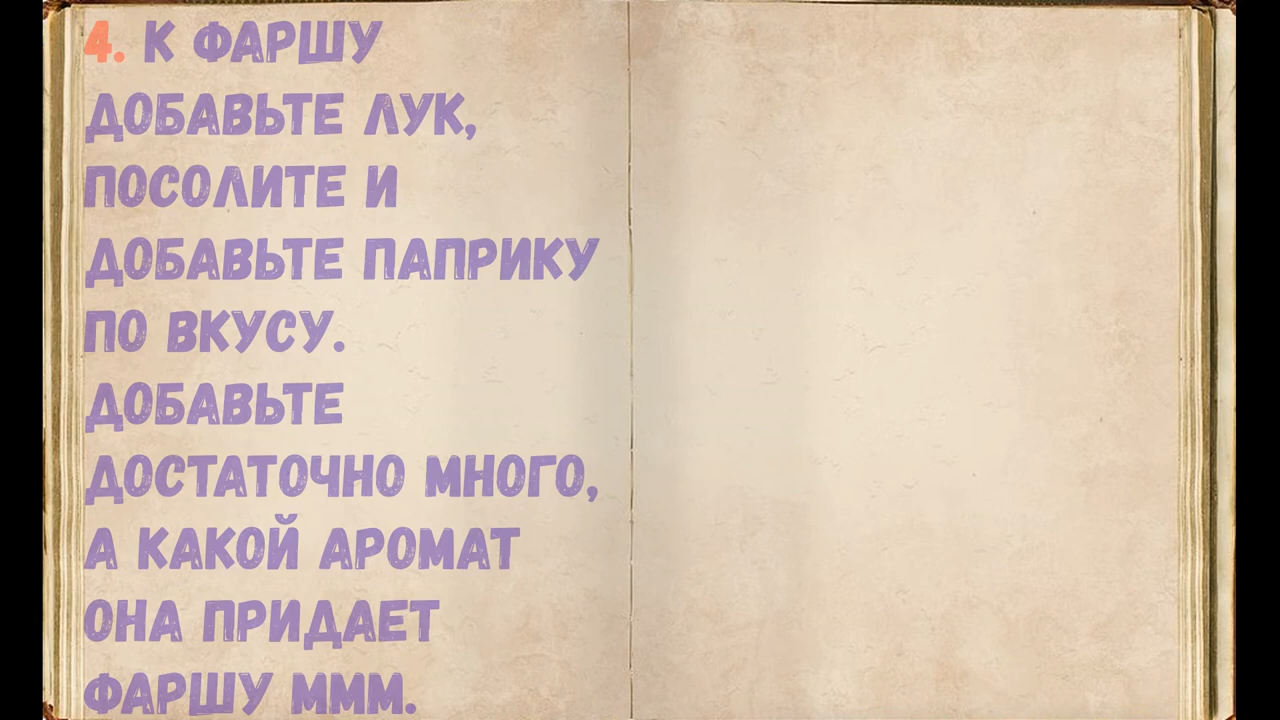 4. К ФАРШУ
ДОБАВЬТЕ ЛУК,
ПОСОЛИТЕ И
ДОБАВЬТЕ ПАПРИКУ
ПО ВКУСУ.
ДОБАВЬТЕ
ДОСТАТОЧНО МНОГО,
А КАКОЙ АРОМАТ
ОНА ПРИДАЕТ
ФАРШУ МММ.